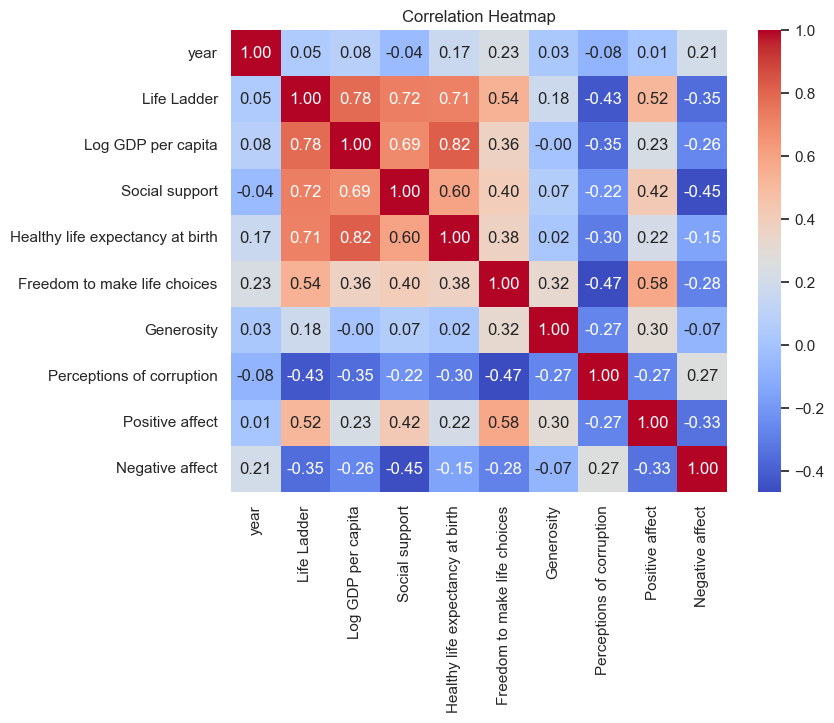 Correlation Heatmap
year 1.00 0.05 0.08 -0.04 0.17 0.23 0.03 -0.08 0.01 0.21
Life Ladder 0.05 1.00 0.78 0.72 0.71 0.54 0.18 -0.43 0.52 -0.35
Log GDP per capita 0.08 0.78 1.00 0.69 0.82 0.36 -0.00 -0.35 0.23 -0.26
Social support -0.04 0.72 0.69 1.00 0.60 0.40 0.07 -0.22 0.42 -0.45
Healthy life expectancy at birth 0.17 0.71 0.82 0.60 1.00 0.38 0.02 -0.30 0.22 -0.15
Freedom to make life choices 0.23 0.54 0.36 0.40 0.38 1.00 0.32 -0.47 0.58 -0.28
Generosity 0.03 0.18 -0.00 0.07 0.02 0.32 1.00 -0.27 0.30 -0.07
Perceptions of corruption -0.08 -0.43 -0.35 -0.22 -0.30 -0.47 -0.27 1.00 -0.27 0.27
Positive affect 0.01 0.52 0.23 0.42 0.22 0.58 0.30 -0.27 1.00 -0.33
Negative affect 0.21 -0.35 -0.26 -0.45 -0.15 -0.28 -0.07 0.27 -0.33 1.00
year
Life Ladder
Log GDP per capita
Social support
Healthy life expectancy at birth
Freedom to make life choices
Generosity
Perceptions of corruption
Positive affect
Negative affect
1.0
0.8
0.6
0.4
0.2
0.0
−0.2
−0.4